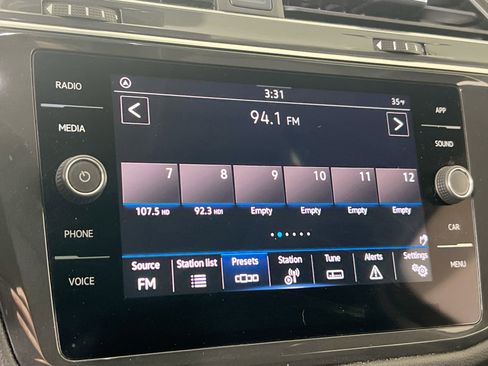 RADIO
MEDIA
PHONE
VOICE
3:31
35°F
94.1 FM
7 8 9 10 11 12
107.5 HD 92.3 HD1 Empty Empty Empty Empty
Source Station list Presets Station Tune Alerts Settings
FM
APP
SOUND
CAR
MENU